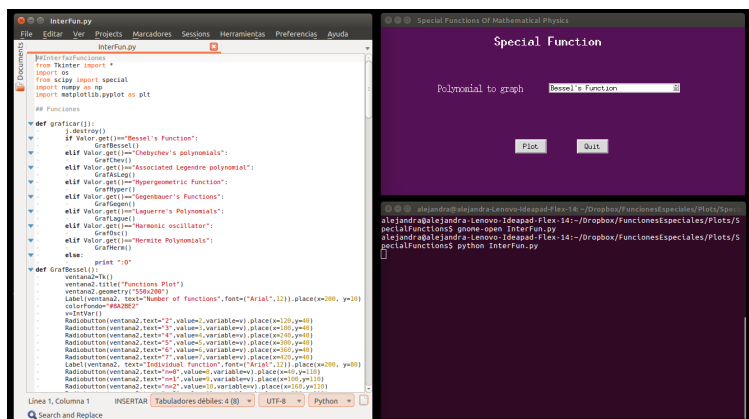 InterFun.py
File Editar Ver Projects Marcadores Sessions Herramientas Preferencias Ayuda
InterFun.py
Documents
##InterfazFunciones
from Tkinter import *
import os
from scipy import special
import numpy as np
import matplotlib.pyplot as plt
## Funciones
def graficar(j):
j.destroy()
if Valor.get()=="Bessel's Function":
GrafBessel()
elif Valor.get()=="Chebychev's polynomials":
GrafChev()
elif Valor.get()=="Associated Legendre polynomial":
GrafAsLeg()
elif Valor.get()=="Hypergeometric Function":
GrafHyper()
elif Valor.get()=="Gegenbauer's Functions":
GrafGegen()
elif Valor.get()=="Laguerre's Polynomials":
GrafLague()
elif Valor.get()=="Harmonic oscillator":
GrafOsc()
elif Valor.get()=="Hermite Polynomials":
GrafHerm()
else:
print ":O"
def GrafBessel():
ventana2=Tk()
ventana2.title("Functions Plot")
ventana2.geometry("550x200")
Label(ventana2, text="Number of functions",font=("Arial",12)).place(x=200, y=10)
colorFondo="#8A2BE2"
v=IntVar()
Radiobutton(ventana2,text="2",value=2,variable=v).place(x=120,y=40)
Radiobutton(ventana2,text="3",value=3,variable=v).place(x=180,y=40)
Radiobutton(ventana2,text="4",value=4,variable=v).place(x=240,y=40)
Radiobutton(ventana2,text="5",value=5,variable=v).place(x=300,y=40)
Radiobutton(ventana2,text="6",value=6,variable=v).place(x=360,y=40)
Radiobutton(ventana2,text="7",value=7,variable=v).place(x=420,y=40)
Label(ventana2, text="Individual function",font=("Arial",12)).place(x=200, y=80)
Radiobutton(ventana2,text="n=0",value=8,variable=v).place(x=40,y=110)
Radiobutton(ventana2,text="n=1",value=9,variable=v).place(x=100,y=110)
Radiobutton(ventana2,text="n=2",value=10,variable=v).place(x=160,y=110)
Línea 1, Columna 1 INSERTAR Tabuladores débiles: 4 (8) UTF-8 Python
Search and Replace
Special Functions Of Mathematical Physics
Special Function
Polynomial to graph Bessel's Function
Plot Quit
alejandra@alejandra-Lenovo-Ideapad-Flex-14: ~/Dropbox/FuncionesEspeciales/Plots/Spec
alejandra@alejandra-Lenovo-Ideapad-Flex-14:~/Dropbox/FuncionesEspeciales/Plots/S
pecialFunctions$ gnome-open InterFun.py
alejandra@alejandra-Lenovo-Ideapad-Flex-14:~/Dropbox/FuncionesEspeciales/Plots/S
pecialFunctions$ python InterFun.py